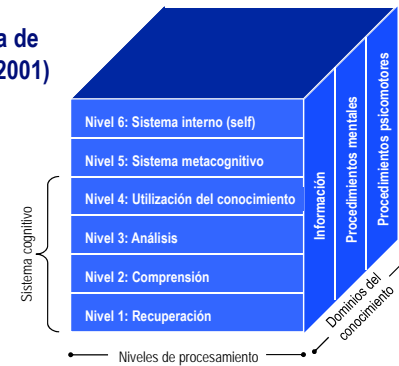 a de
2001)
Nivel 6: Sistema interno (self)
Nivel 5: Sistema metacognitivo
Nivel 4: Utilización del conocimiento
Nivel 3: Análisis
Nivel 2: Comprensión
Nivel 1: Recuperación
Sistema cognitivo
Información
Procedimientos mentales
Procedimientos psicomotores
Niveles de procesamiento
Dominios del
conocimiento